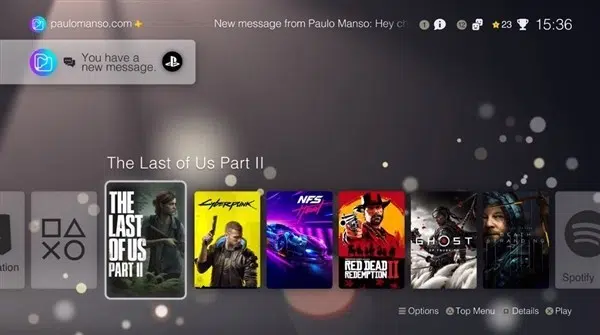 paulomanso.com
New message from Paulo Manso: Hey ch
1
12
23
15:36
You have a
new message.
The Last of Us Part II
ation
THE
LAST
OF US
PART II
Cyberpunk
NFS
Heat
RED DEAD
REDEMPTION
II
GHOST
DEATH
STRANDING
Spotify
Options
Top Menu
Details
Play